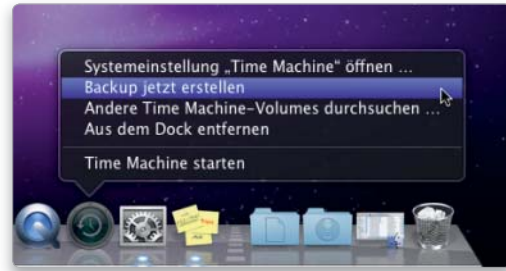 Systemeinstellung „Time Machine“ öffnen ...
Backup jetzt erstellen
Andere Time Machine-Volumes durchsuchen ...
Aus dem Dock entfernen
Time Machine starten